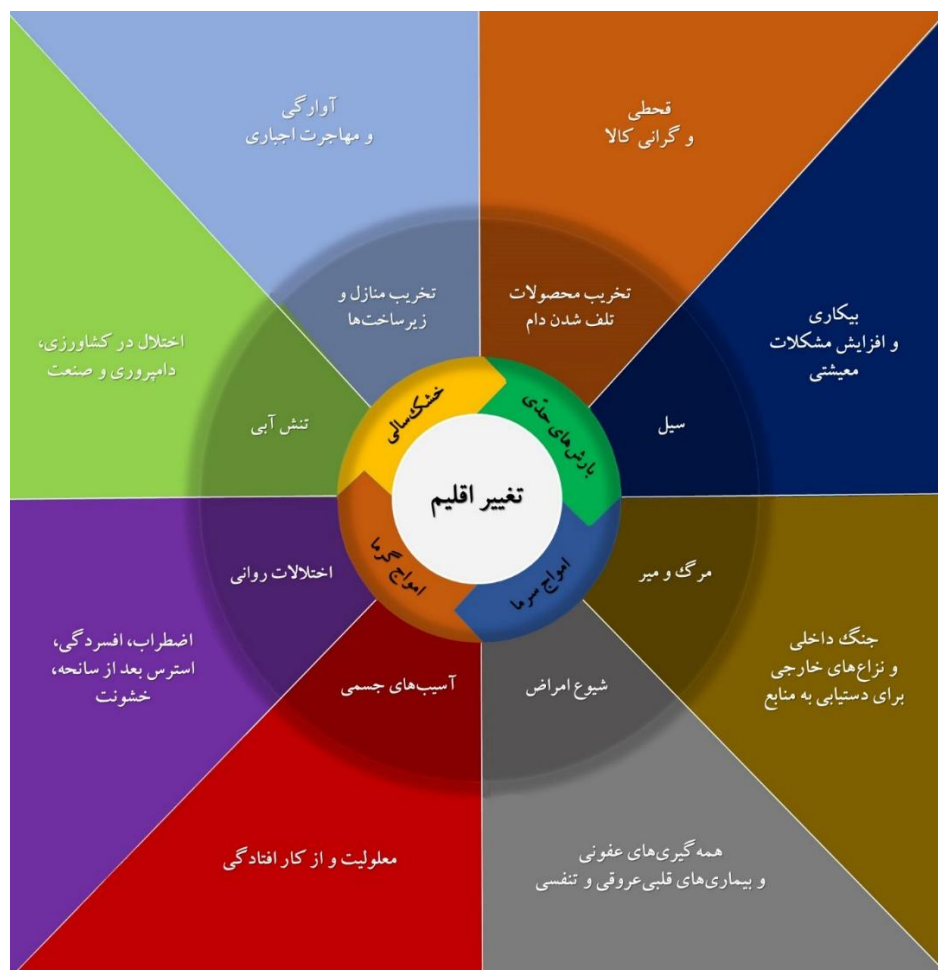 آوارگی
و مهاجرت اجباری
قحطی
و گرانی کالا
بیکاری
و افزایش مشکلات
معیشتی
جنگ داخلی
و نزاع‌های خارجی
برای دستیابی به منابع
همه‌گیری‌های عفونی
و بیماری‌های قلبی‌عروقی و تنفسی
معلولیت و از کار افتادگی
اضطراب، افسردگی،
استرس بعد از سانحه،
خشونت
اختلال در کشاورزی،
دامپروری و صنعت
تخریب منازل و
زیرساخت‌ها
تخریب محصولات
تلف شدن دام
سیل
مرگ و میر
شیوع امراض
آسیب‌های جسمی
اختلالات روانی
تنش آبی
خشک‌سالی
بارش‌های حدّی
امواج سرما
امواج گرما
تغییر اقلیم